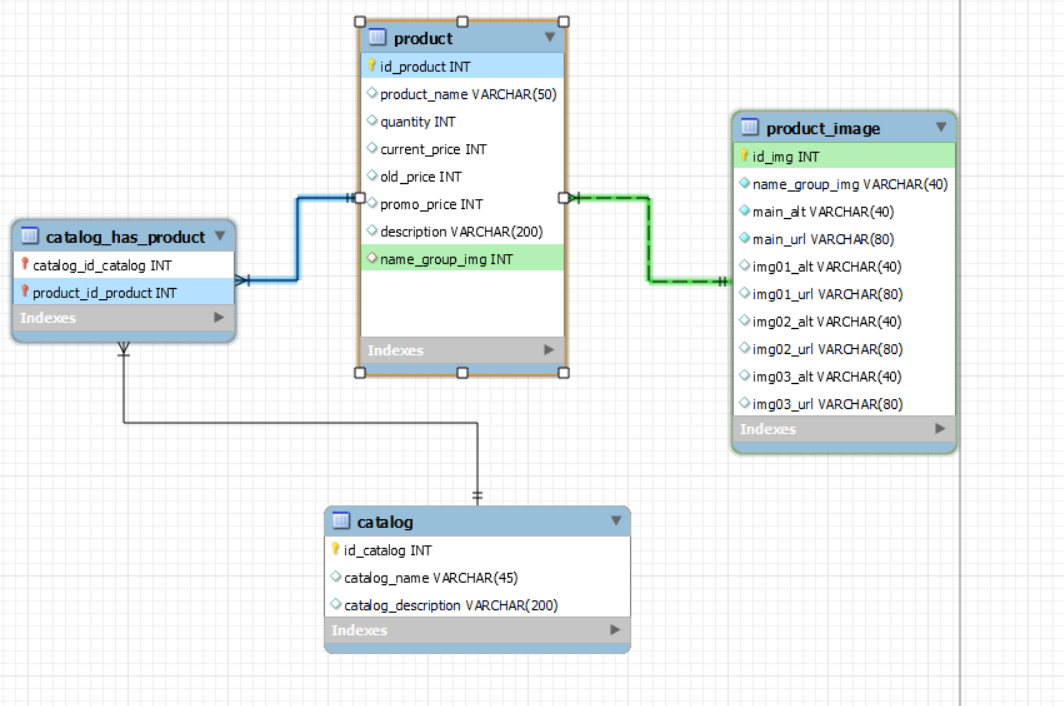 product
id_product INT
product_name VARCHAR(50)
quantity INT
current_price INT
old_price INT
promo_price INT
description VARCHAR(200)
name_group_img INT
Indexes
product_image
id_img INT
name_group_img VARCHAR(40)
main_alt VARCHAR(40)
main_url VARCHAR(80)
img01_alt VARCHAR(40)
img01_url VARCHAR(80)
img02_alt VARCHAR(40)
img02_url VARCHAR(80)
img03_alt VARCHAR(40)
img03_url VARCHAR(80)
Indexes
catalog_has_product
catalog_id_catalog INT
product_id_product INT
Indexes
catalog
id_catalog INT
catalog_name VARCHAR(45)
catalog_description VARCHAR(200)
Indexes